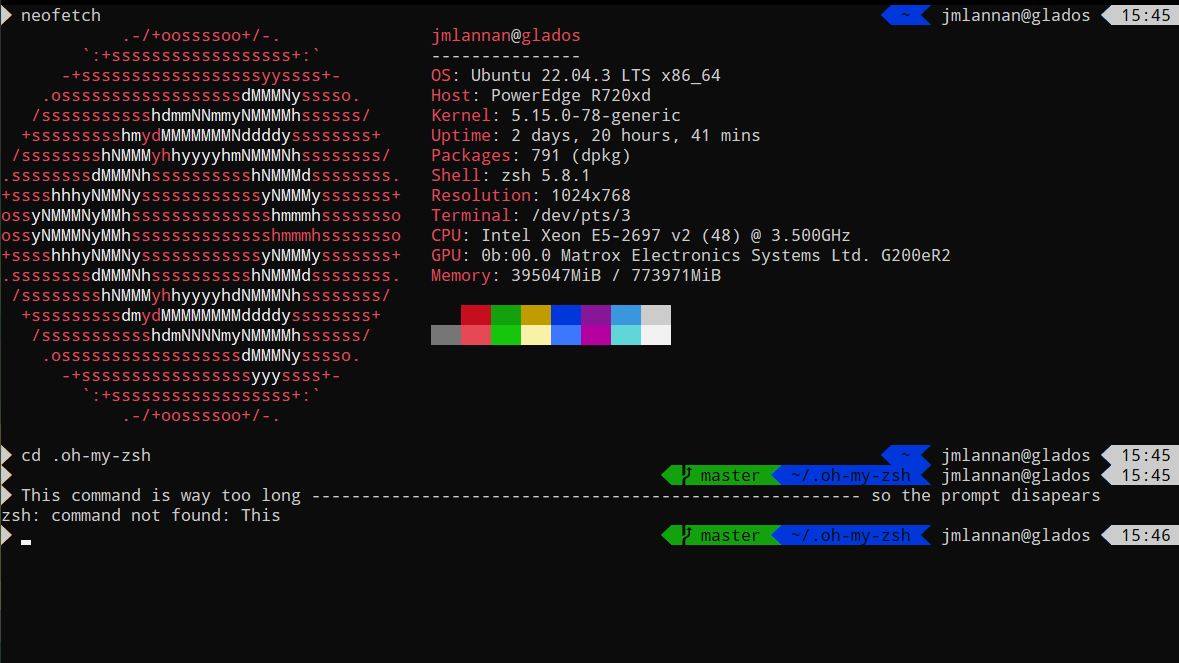 neofetch ~ jmlannan@glados 15:45
.-/+oossssoo+/-. jmlannan@glados
`:+ssssssssssssssssss+:` ---------------
-+ssssssssssssssssssyyssss+- OS: Ubuntu 22.04.3 LTS x86_64
.ossssssssssssssssssdMMMNysssso. Host: PowerEdge R720xd
/ssssssssssshdmmNNmmyNMMMMhssssss/ Kernel: 5.15.0-78-generic
+ssssssssshmydMMMMMMMNddddyssssssss+ Uptime: 2 days, 20 hours, 41 mins
/sssssssshNMMMyhhyyyyhmNMMMNhssssssss/ Packages: 791 (dpkg)
.ssssssssdMMMNhsssssssssshNMMMdssssssss. Shell: zsh 5.8.1
+sssshhhyNMMNyssssssssssssyNMMMysssssss+ Resolution: 1024x768
ossyNMMMNyMMhsssssssssssssshmmmhssssssso Terminal: /dev/pts/3
ossyNMMMNyMMhsssssssssssssshmmmhssssssso CPU: Intel Xeon E5-2697 v2 (48) @ 3.500GHz
+sssshhhyNMMNyssssssssssssyNMMMysssssss+ GPU: 0b:00.0 Matrox Electronics Systems Ltd. G200eR2
.ssssssssdMMMNhsssssssssshNMMMdssssssss. Memory: 395047MiB / 773971MiB
/sssssssshNMMMyhhyyyyhdNMMMNhssssssss/
+sssssssssdmydMMMMMMMMddddyssssssss+
/ssssssssssshdmNNNNmyNMMMMhssssss/
.ossssssssssssssssssdMMMNysssso.
-+sssssssssssssssssyyyssss+-
`:+ssssssssssssssssss+:`
.-/+oossssoo+/-.
cd .oh-my-zsh ~ jmlannan@glados 15:45
master ~/.oh-my-zsh jmlannan@glados 15:45
This command is way too long ------------------------------------------------------- so the prompt disapears
zsh: command not found: This
master ~/.oh-my-zsh jmlannan@glados 15:46